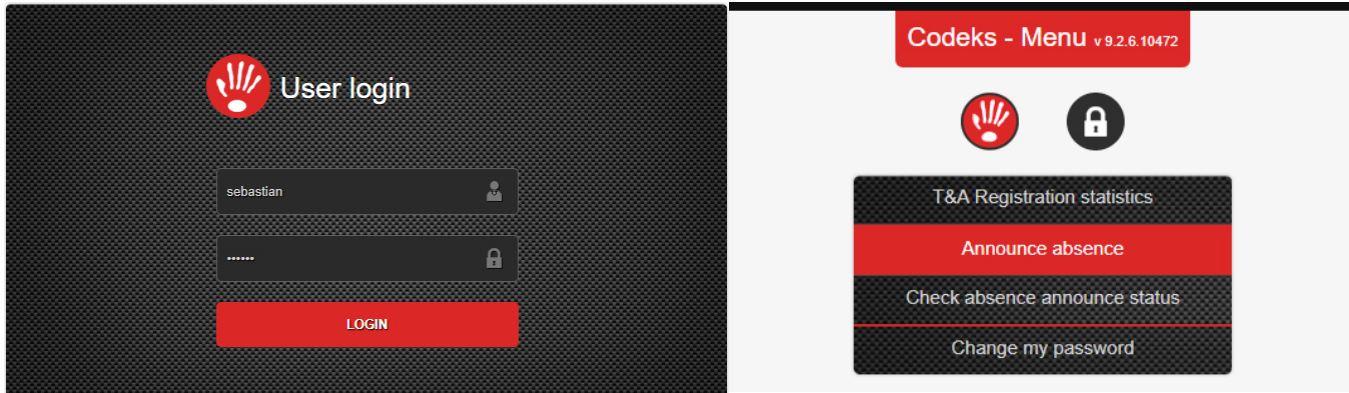 User login
sebastian
••••••
LOGIN
Codeks - Menu v 9.2.6.10472
T&A Registration statistics
Announce absence
Check absence announce status
Change my password